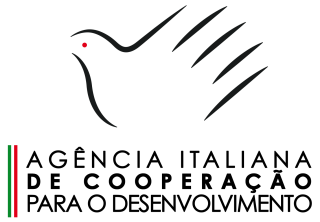 AGÊNCIA ITALIANA
DE COOPERAÇÃO
PARA O DESENVOLVIMENTO